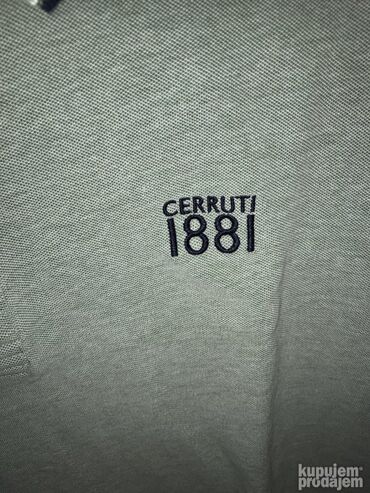 CERRUTI
1881
kupujem
prodajem